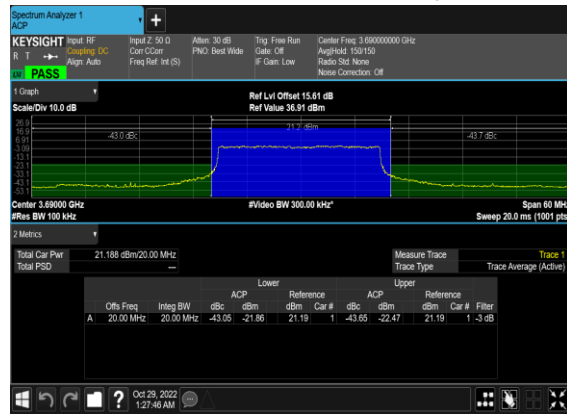 Spectrum Analyzer 1
ACP
+
KEYSIGHT
R T
LXI PASS
Input: RF
Coupling: DC
Align: Auto
Input Z: 50 Ω
Corr CCorr
Freq Ref: Int (S)
Atten: 30 dB
PNO: Best Wide
Trig: Free Run
Gate: Off
IF Gain: Low
Center Freq: 3.690000000 GHz
Avg|Hold: 150/150
Radio Std: None
Noise Correction: Off
1 Graph
Scale/Div 10.0 dB
Ref Lvl Offset 15.61 dB
Ref Value 36.91 dBm
26.9
16.9
6.91
-3.09
-13.1
-23.1
-33.1
-43.1
-53.1
-43.0 dBc
21.2 dBm
-43.7 dBc
Center 3.69000 GHz
#Res BW 100 kHz
#Video BW 300.00 kHz*
Span 60 MHz
Sweep 20.0 ms (1001 pts)
2 Metrics
Total Car Pwr 21.188 dBm/20.00 MHz
Total PSD ---
Measure Trace Trace 1
Trace Type Trace Average (Active)
Lower Upper
ACP Reference ACP Reference
Offs Freq Integ BW dBc dBm dBm Car # dBc dBm dBm Car # Filter
A 20.00 MHz 20.00 MHz -43.05 -21.86 21.19 1 -43.65 -22.47 21.19 1 -3 dB
?
Oct 29, 2022
1:27:46 AM